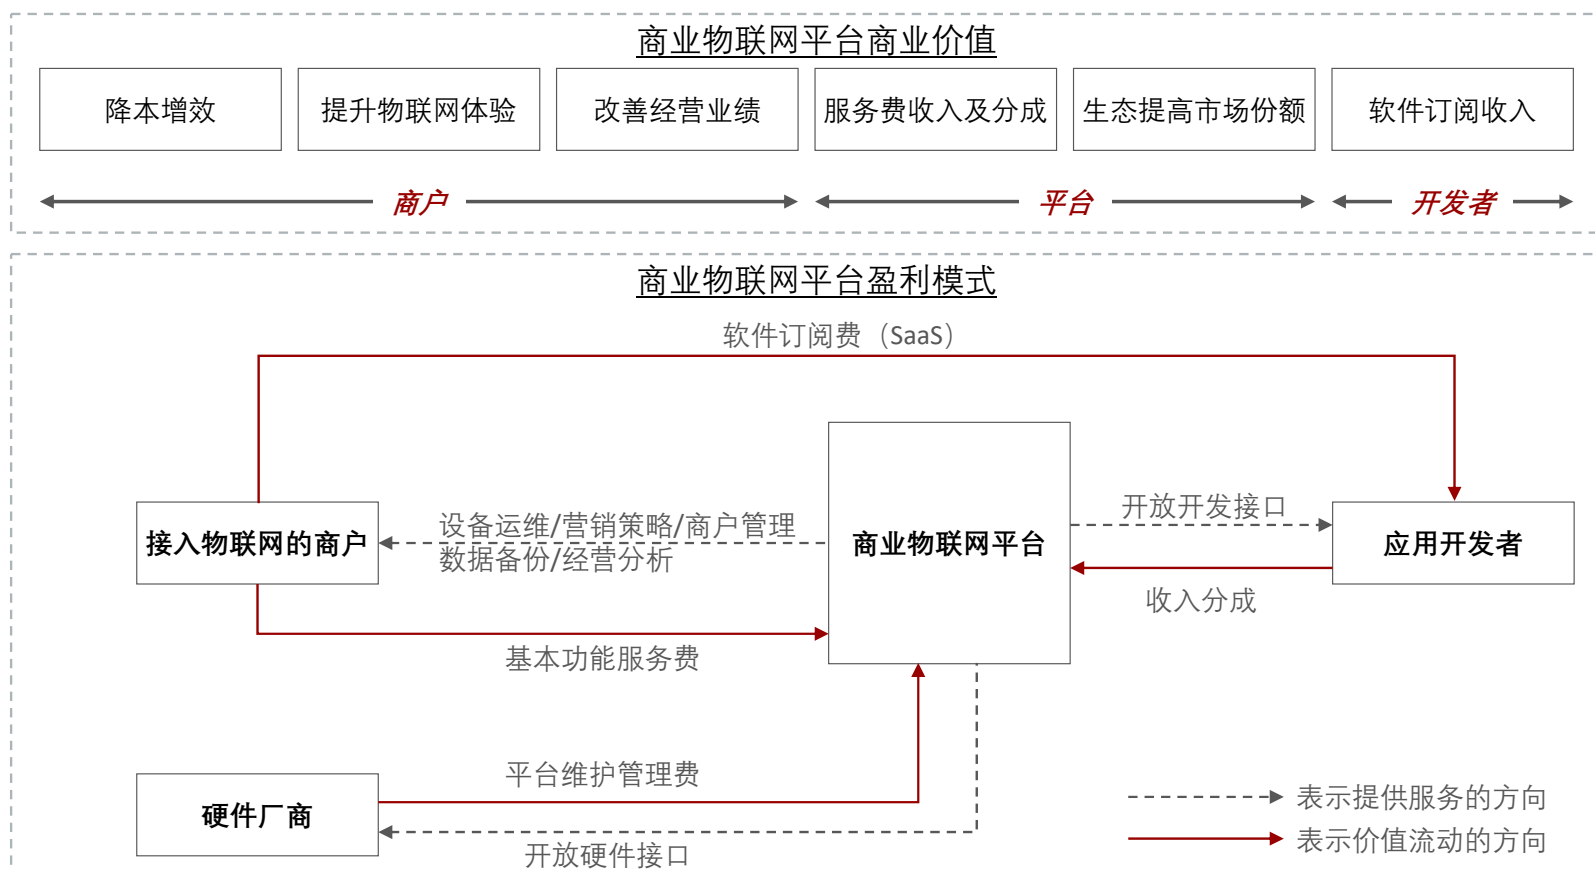 商业物联网平台商业价值
降本增效
提升物联网体验
改善经营业绩
服务费收入及分成
生态提高市场份额
软件订阅收入
商户
平台
开发者
商业物联网平台盈利模式
软件订阅费（SaaS）
接入物联网的商户
设备运维/营销策略/商户管理
数据备份/经营分析
商业物联网平台
开放开发接口
应用开发者
收入分成
基本功能服务费
平台维护管理费
硬件厂商
开放硬件接口
表示提供服务的方向
表示价值流动的方向